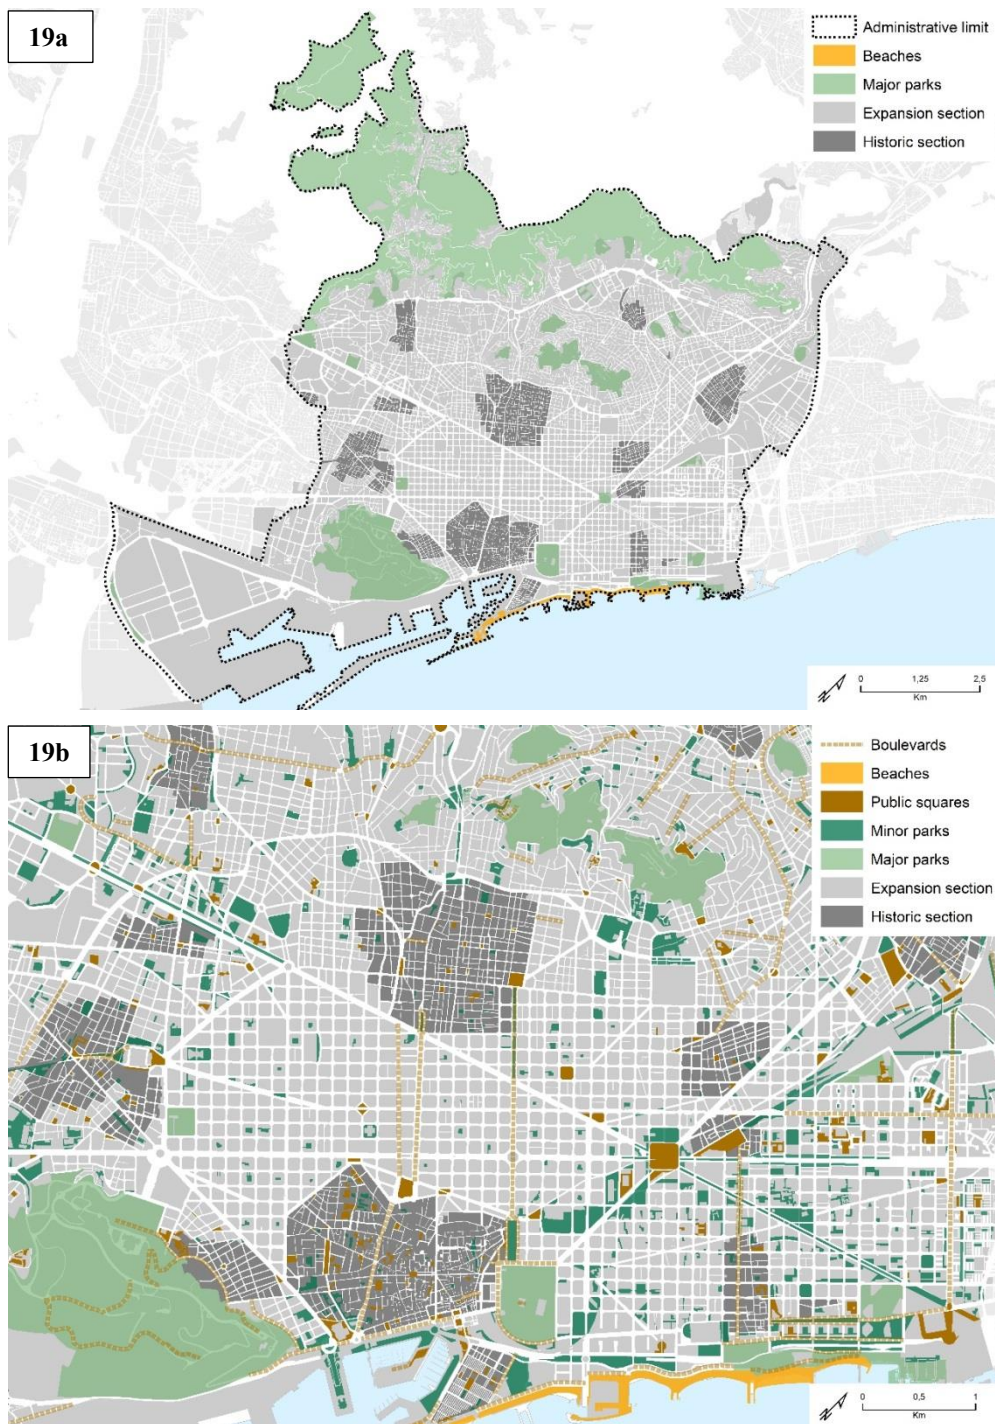 19a
Administrative limit
Beaches
Major parks
Expansion section
Historic section
N
0 1,25 2,5
Km
19b
Boulevards
Beaches
Public squares
Minor parks
Major parks
Expansion section
Historic section
N
0 0,5 1
Km